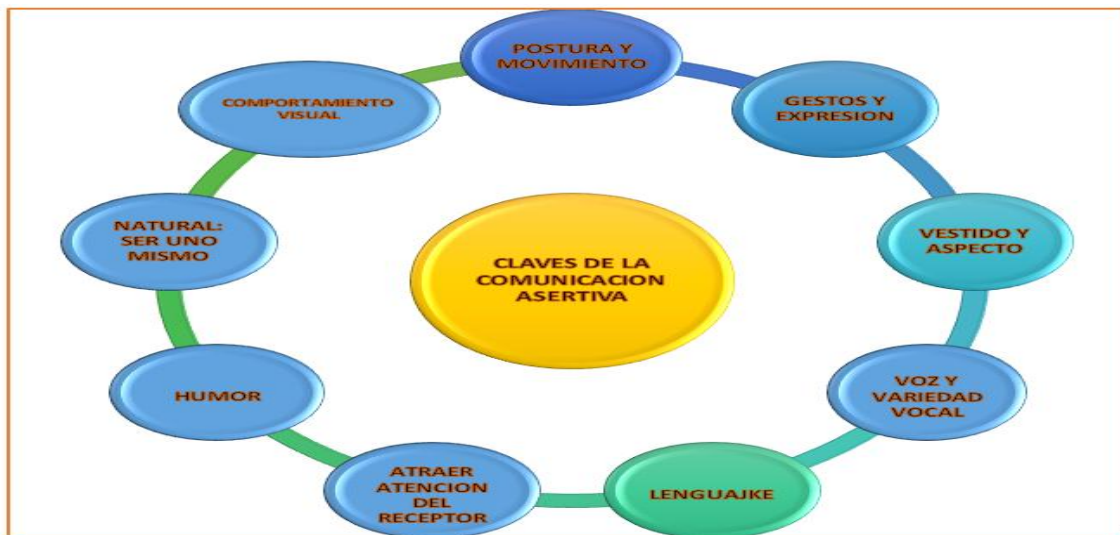 POSTURA Y
MOVIMIENTO
COMPORTAMIENTO
VISUAL
GESTOS Y
EXPRESION
NATURAL:
SER UNO
MISMO
VESTIDO Y
ASPECTO
CLAVES DE LA
COMUNICACION
ASERTIVA
HUMOR
VOZ Y
VARIEDAD
VOCAL
ATRAER
ATENCION
DEL
RECEPTOR
LENGUAJKE